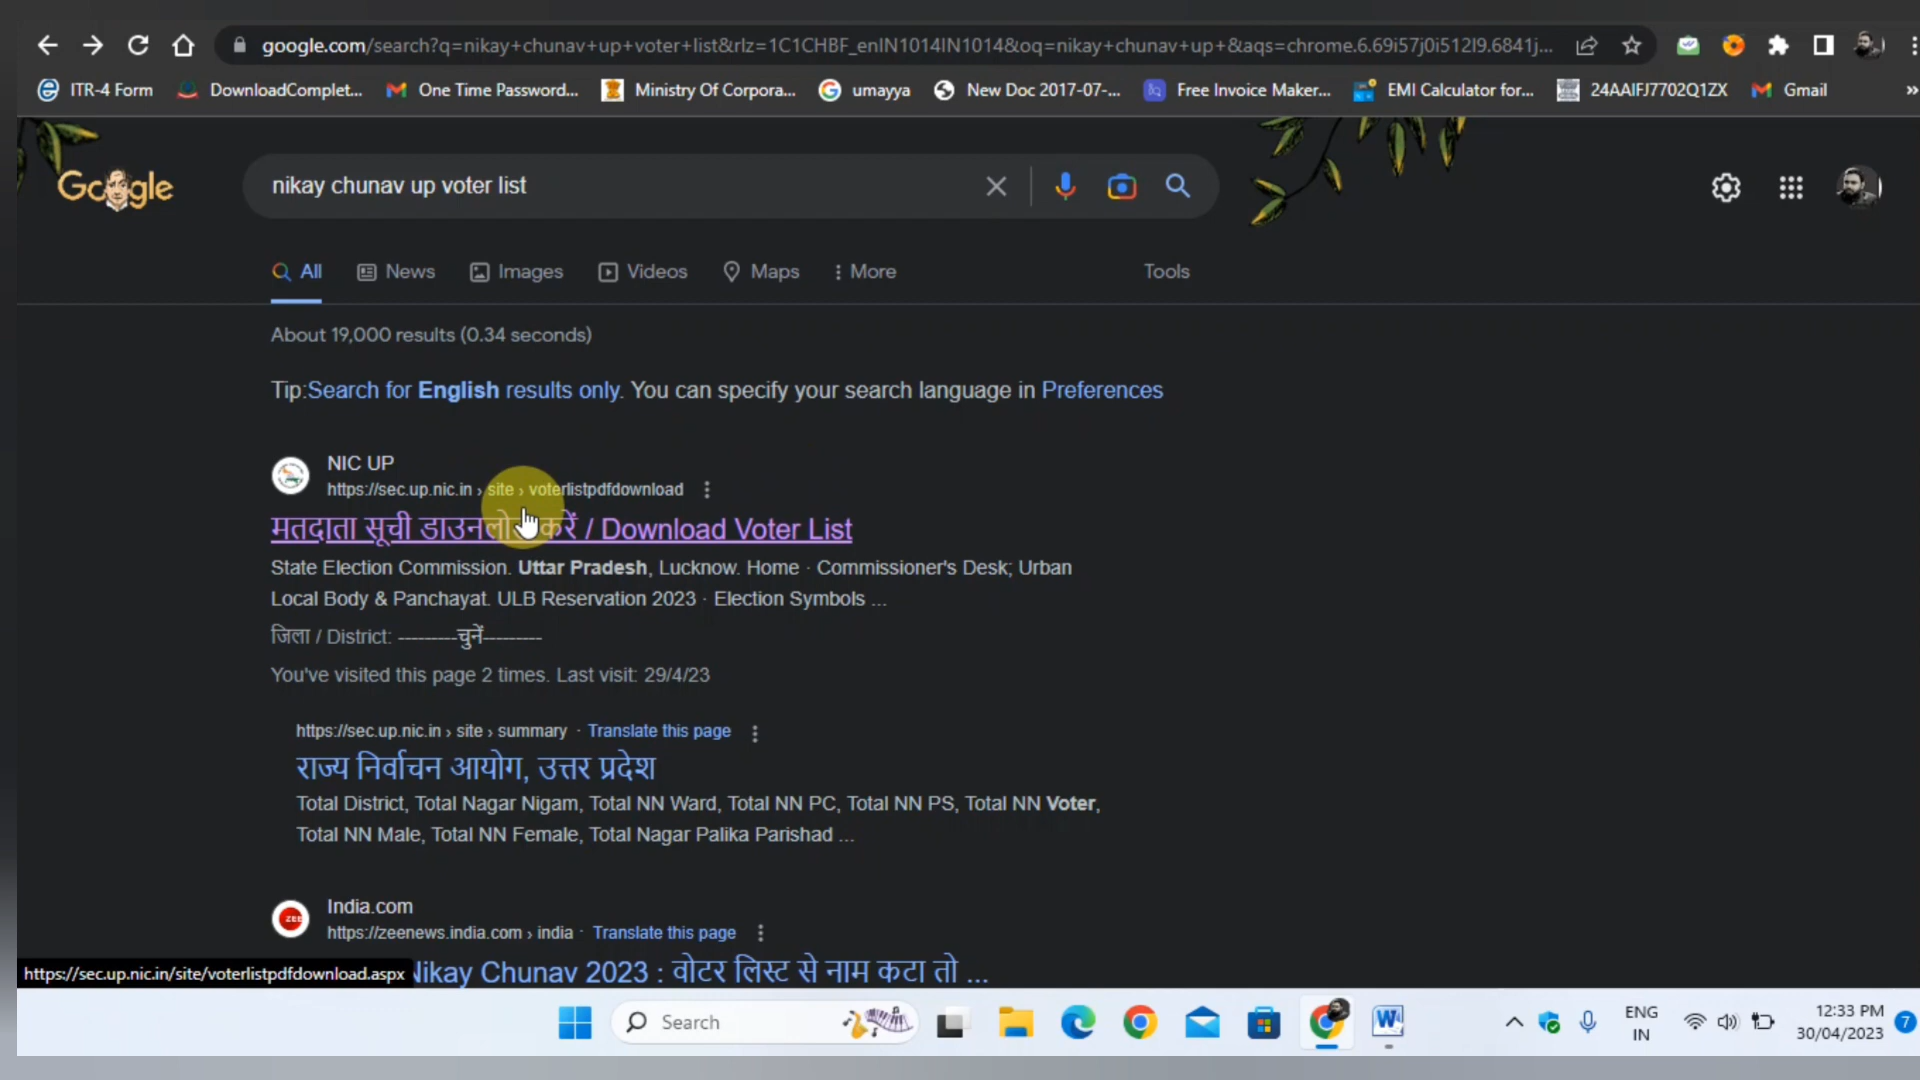 google.com/search?q=nikay+chunav+up+voter+list&rlz=1C1CHBF_enIN1014IN1014&oq=nikay+chunav+up+&aqs=chrome.6.69i57j0i512l9.6841j...
ITR-4 Form DownloadComplet... One Time Password... Ministry Of Corpora... umayya New Doc 2017-07-... Free Invoice Maker... EMI Calculator for... 24AAIFJ7702Q1ZX Gmail »
Google nikay chunav up voter list
All News Images Videos Maps More Tools
About 19,000 results (0.34 seconds)
Tip:Search for English results only. You can specify your search language in Preferences
NIC UP
https://sec.up.nic.in › site › voterlistpdfdownload
मतदाता सूची डाउनलोड करें / Download Voter List
State Election Commission. Uttar Pradesh, Lucknow. Home · Commissioner's Desk; Urban
Local Body & Panchayat. ULB Reservation 2023 · Election Symbols ...
जिला / District: ---------चुनें---------
You've visited this page 2 times. Last visit: 29/4/23
https://sec.up.nic.in › site › summary · Translate this page
राज्य निर्वाचन आयोग, उत्तर प्रदेश
Total District, Total Nagar Nigam, Total NN Ward, Total NN PC, Total NN PS, Total NN Voter,
Total NN Male, Total NN Female, Total Nagar Palika Parishad ...
ZEE India.com
https://zeenews.india.com › india · Translate this page
https://sec.up.nic.in/site/voterlistpdfdownload.aspx Nikay Chunav 2023 : वोटर लिस्ट से नाम कटा तो ...
Search ENG 12:33 PM
IN 30/04/2023 7